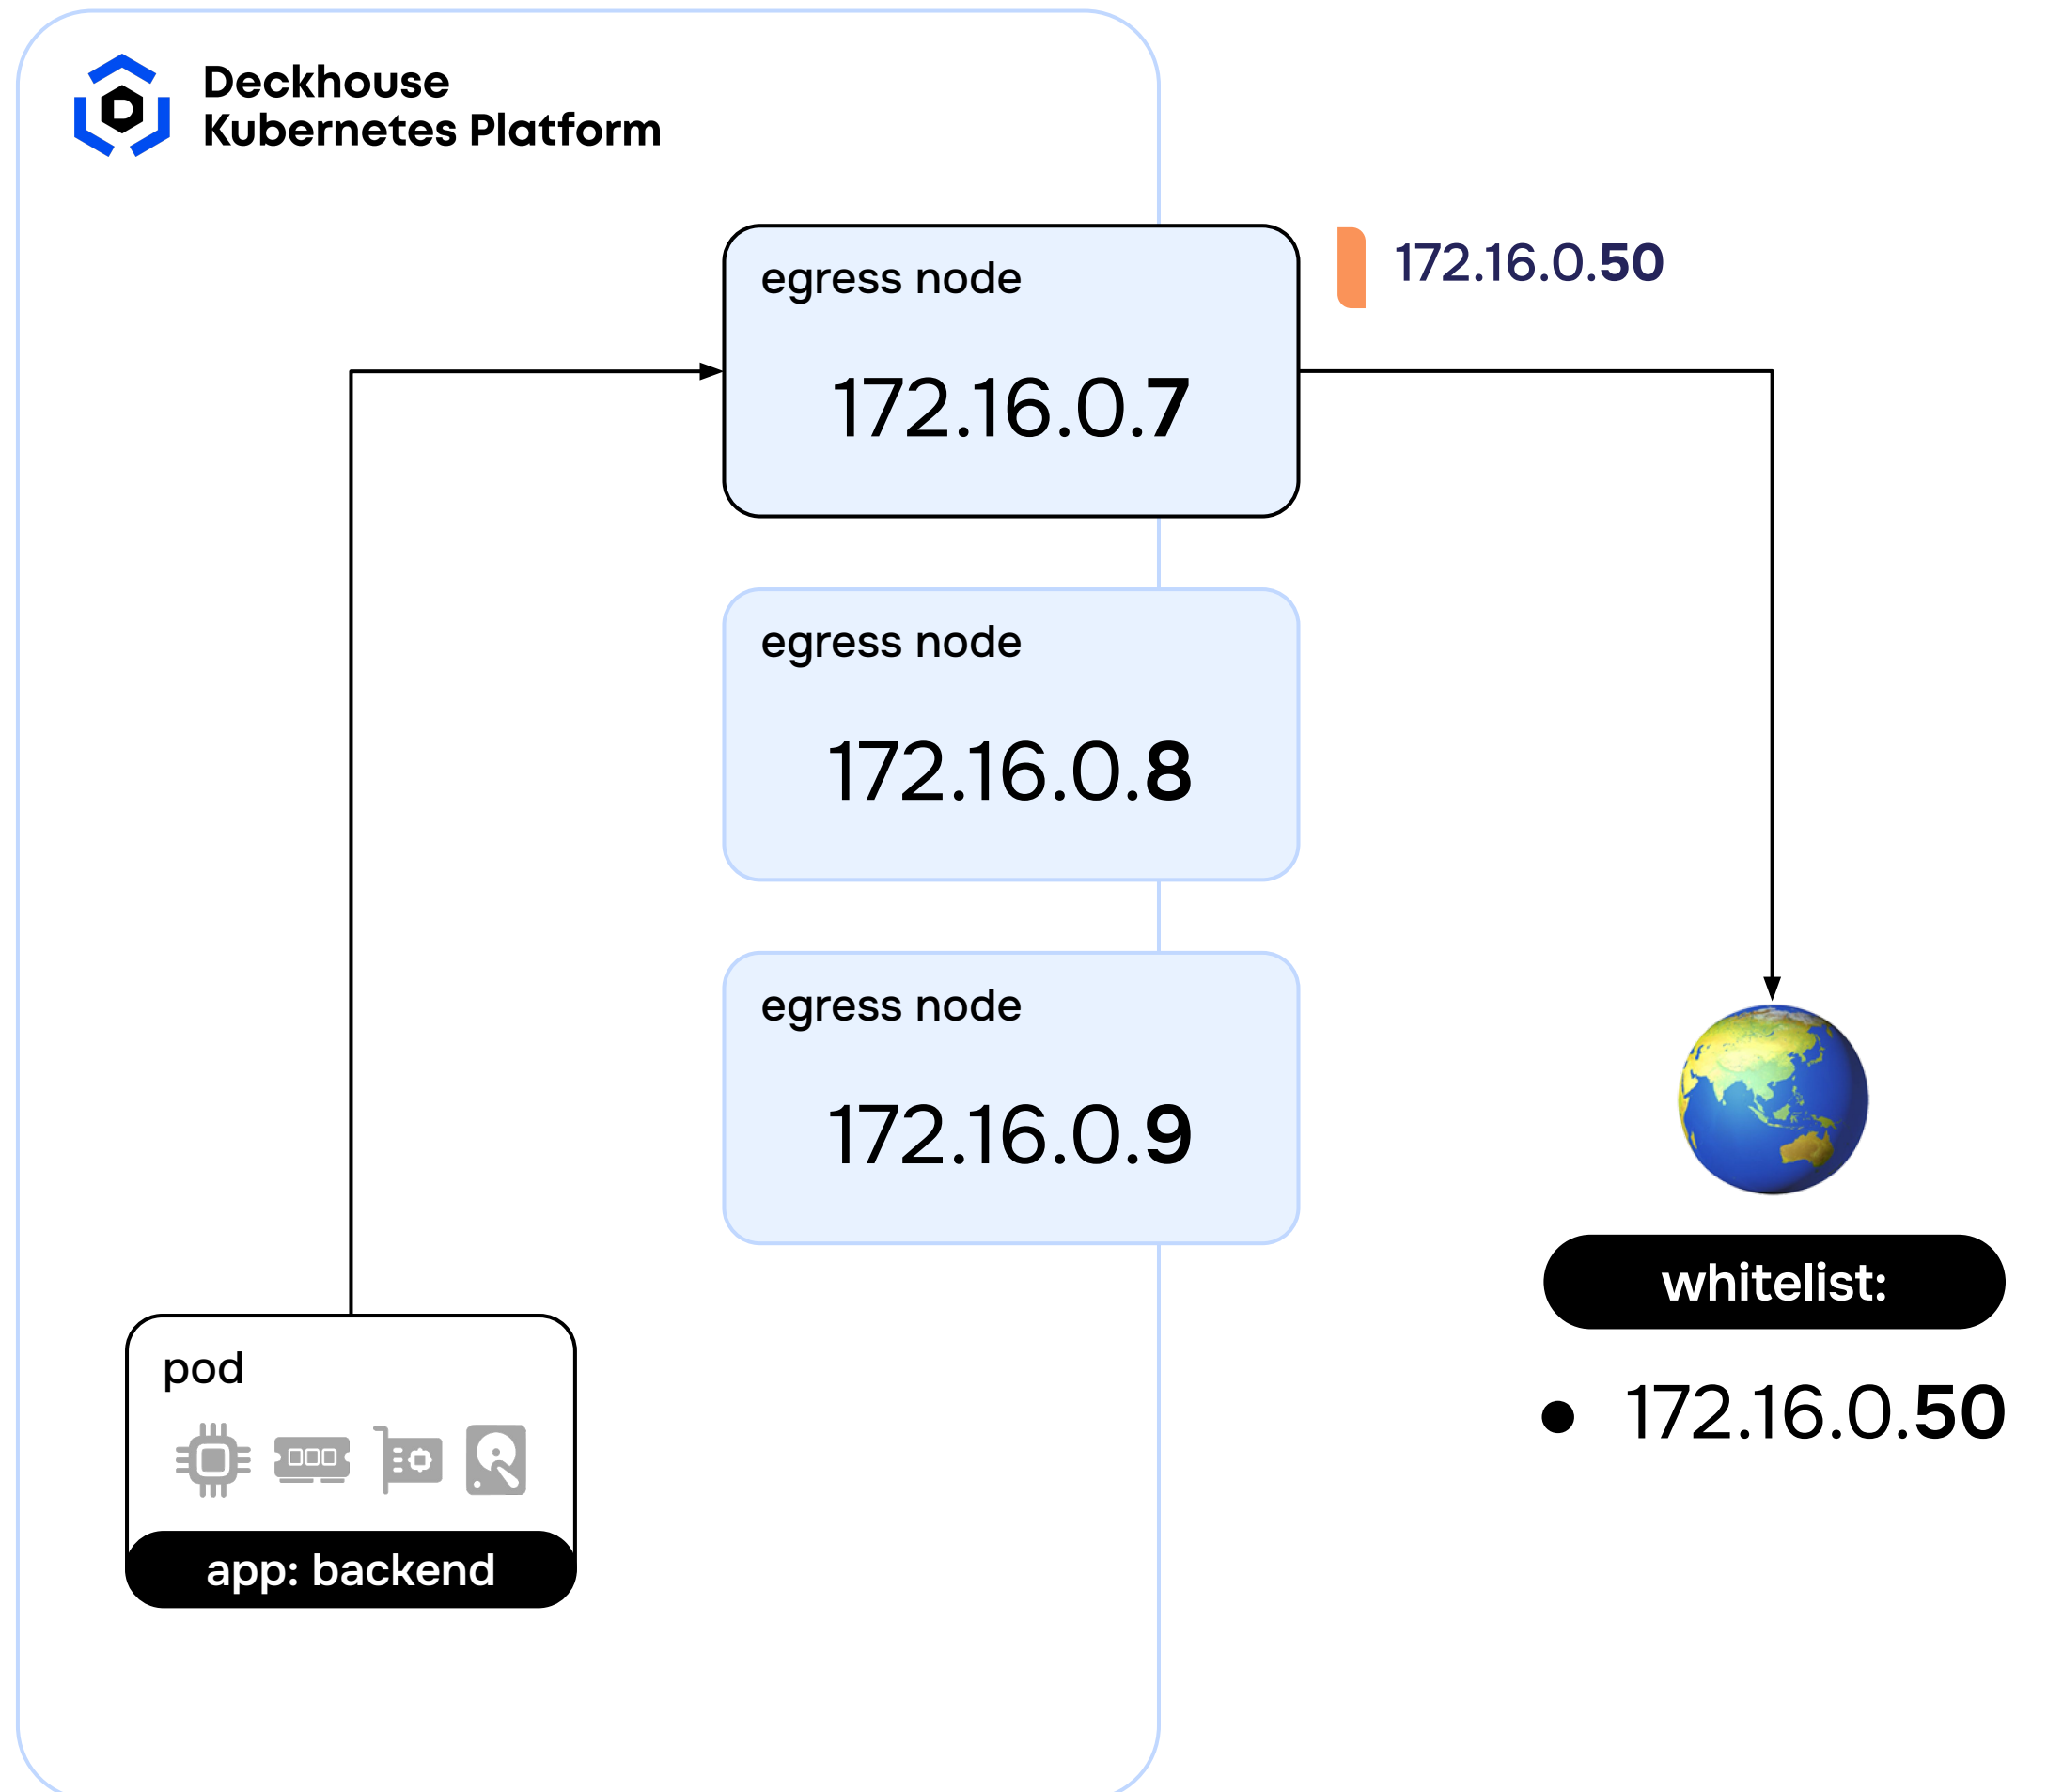 Deckhouse
Kubernetes Platform
egress node
172.16.0.7
172.16.0.50
egress node
172.16.0.8
egress node
172.16.0.9
whitelist:
pod
● 172.16.0.50
app: backend